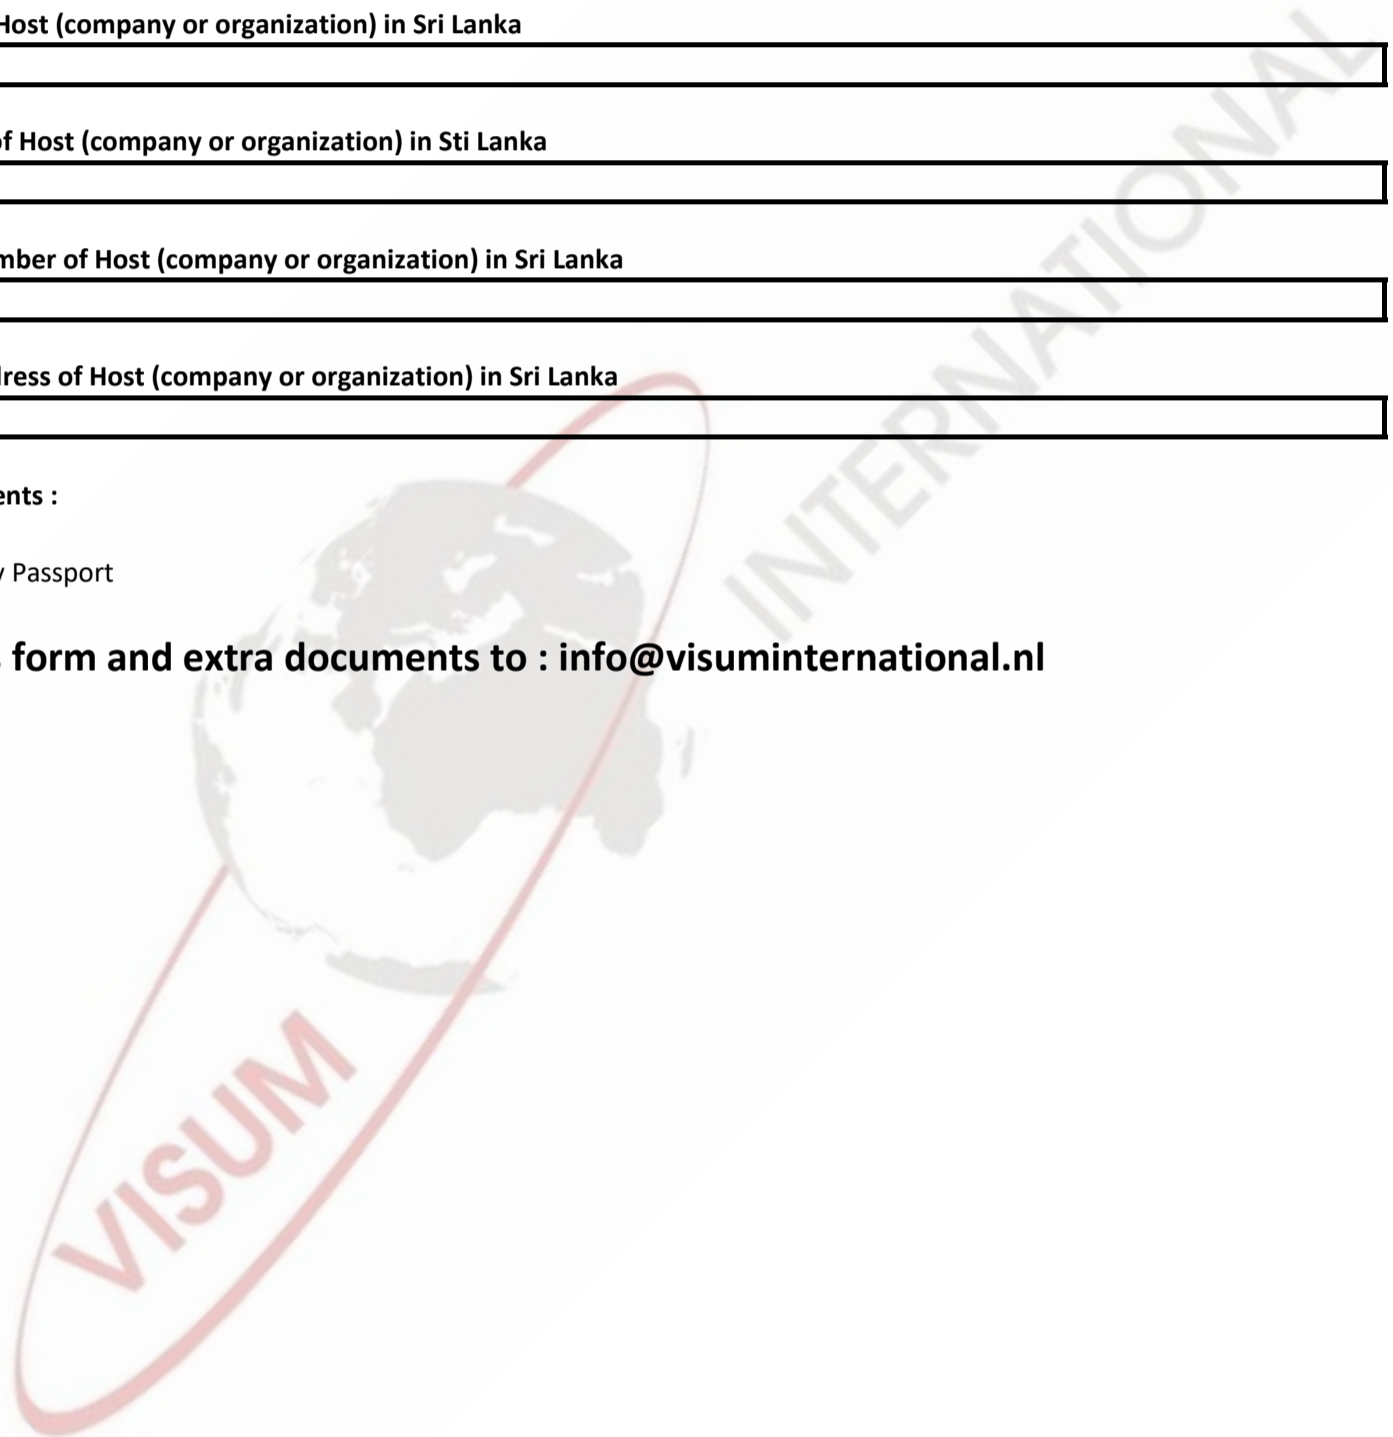 Host (company or organization) in Sri Lanka
of Host (company or organization) in Sti Lanka
mber of Host (company or organization) in Sri Lanka
ress of Host (company or organization) in Sri Lanka
ents :
Passport
form and extra documents to : info@visuminternational.nl
INTERNATIONAL
VISUM